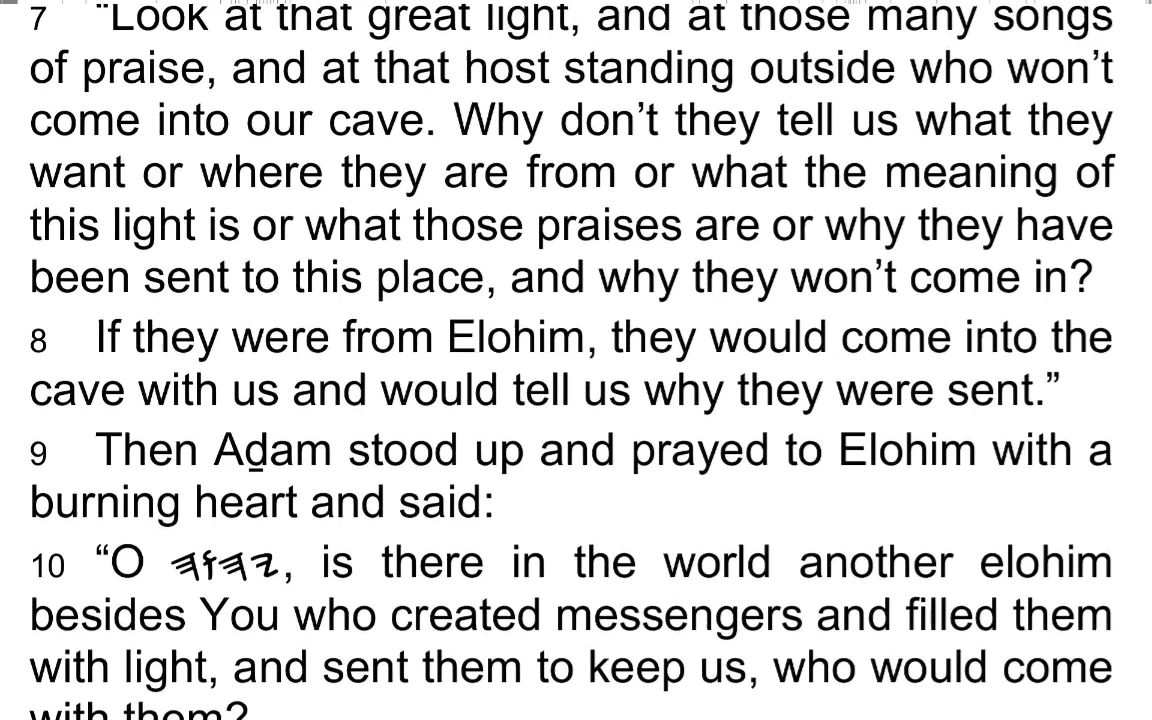 7 "Look at that great light, and at those many songs
of praise, and at that host standing outside who won’t
come into our cave. Why don’t they tell us what they
want or where they are from or what the meaning of
this light is or what those praises are or why they have
been sent to this place, and why they won’t come in?
8 If they were from Elohim, they would come into the
cave with us and would tell us why they were sent.”
9 Then Aḏam stood up and prayed to Elohim with a
burning heart and said:
10 “O 𐤉𐤄𐤅𐤄, is there in the world another elohim
besides You who created messengers and filled them
with light, and sent them to keep us, who would come
with them?